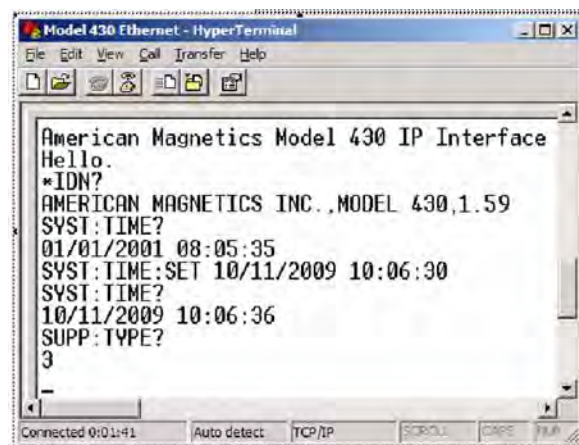 Model 430 Ethernet - HyperTerminal
File Edit View Call Transfer Help
American Magnetics Model 430 IP Interface
Hello.
*IDN?
AMERICAN MAGNETICS INC.,MODEL 430,1.59
SYST:TIME?
01/01/2001 08:05:35
SYST:TIME:SET 10/11/2009 10:06:30
SYST:TIME?
10/11/2009 10:06:36
SUPP:TYPE?
3
Connected 0:01:41 Auto detect TCP/IP SCROLL CAPS NUM